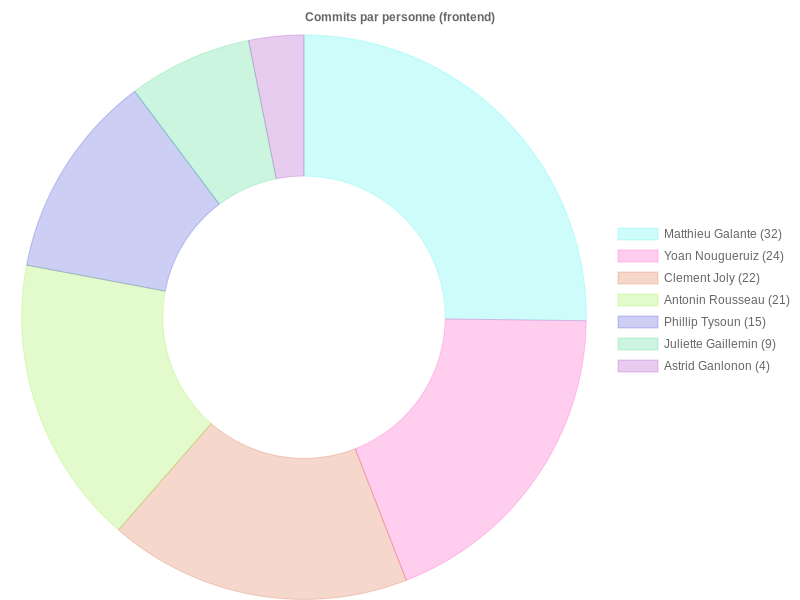 Commits par personne (frontend)
Matthieu Galante (32)
Yoan Nougueruiz (24)
Clement Joly (22)
Antonin Rousseau (21)
Phillip Tysoun (15)
Juliette Gaillemin (9)
Astrid Ganlonon (4)